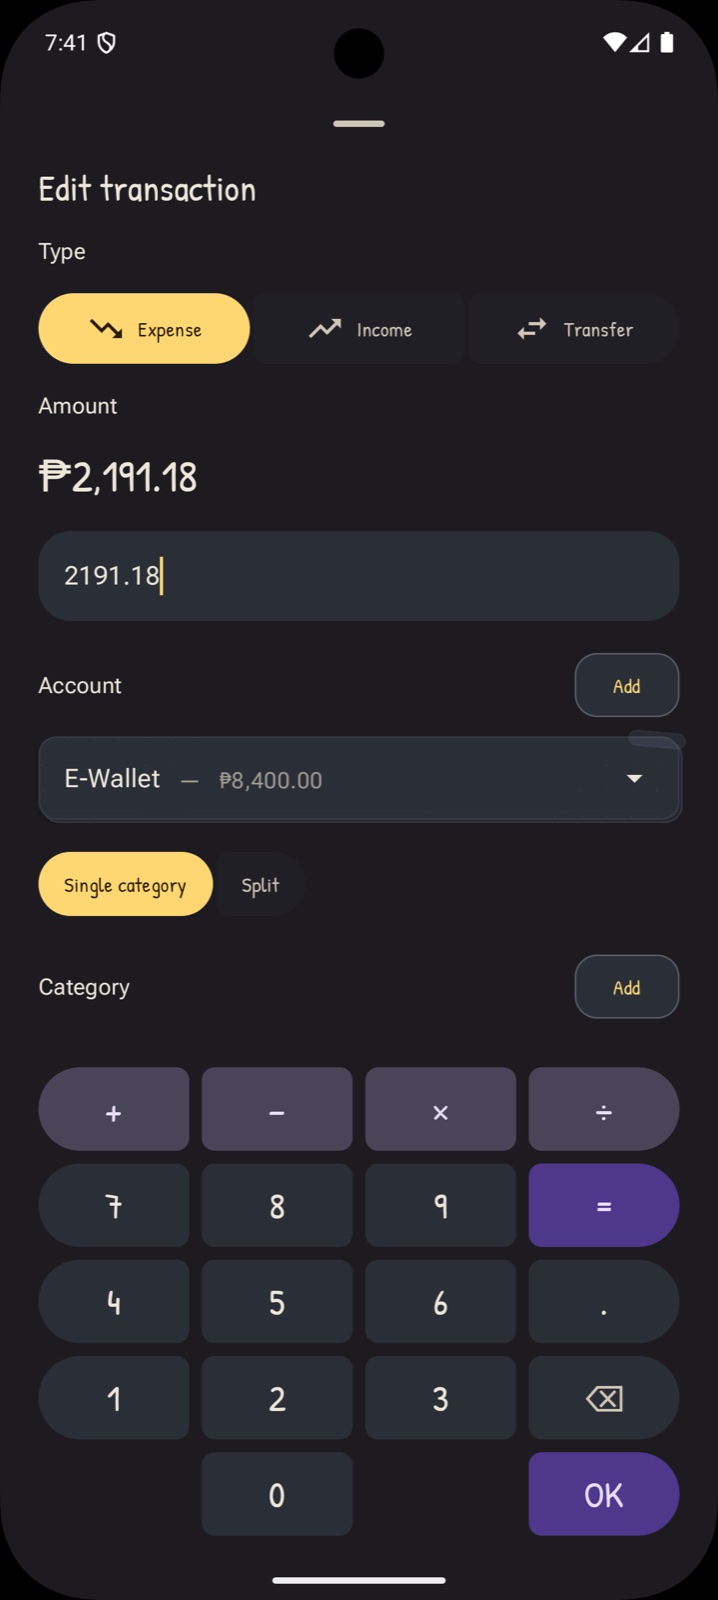 7:41
Edit transaction
Type
Expense Income Transfer
Amount
₱2,191.18
2191.18
Account Add
E-Wallet — ₱8,400.00
Single category Split
Category Add
+ − × ÷
7 8 9 =
4 5 6 .
1 2 3
0 OK